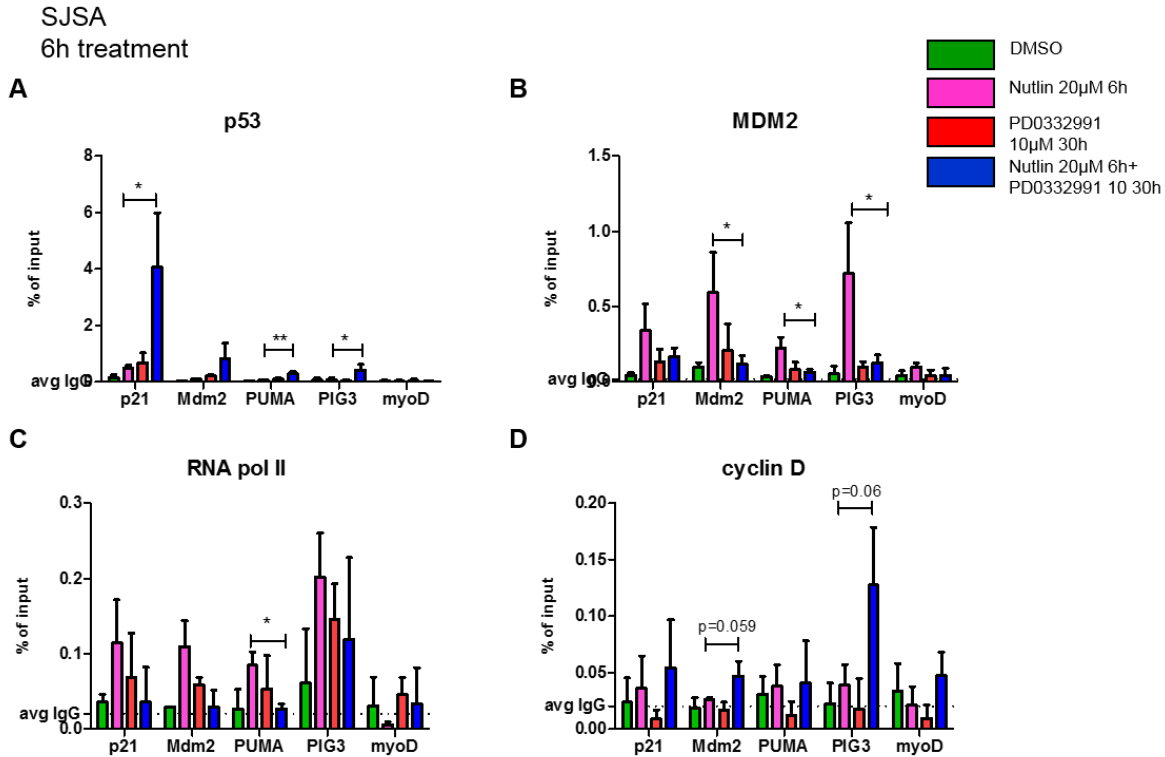 SJSA
6h treatment
DMSO
Nutlin 20µM 6h
PD0332991
10µM 30h
Nutlin 20µM 6h+
PD0332991 10 30h
A
p53
% of input
8
6
4
2
0
avg IgG
*
**
*
p21
Mdm2
PUMA
PIG3
myoD
B
MDM2
% of input
1.5
1.0
0.5
0.0
avg IgG
*
*
*
p21
Mdm2
PUMA
PIG3
myoD
C
RNA pol II
% of input
0.3
0.2
0.1
0.0
avg IgG
*
p21
Mdm2
PUMA
PIG3
myoD
D
cyclin D
% of input
0.20
0.15
0.10
0.05
0.00
avg IgG
p=0.059
p=0.06
p21
Mdm2
PUMA
PIG3
myoD